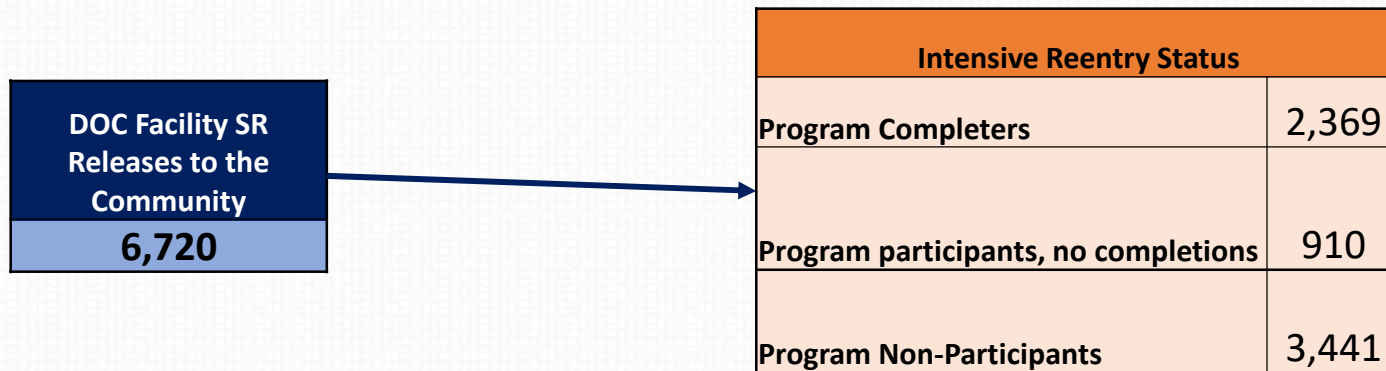 DOC Facility SR
Releases to the
Community
6,720
Intensive Reentry Status
Program Completers 2,369
Program participants, no completions 910
Program Non-Participants 3,441